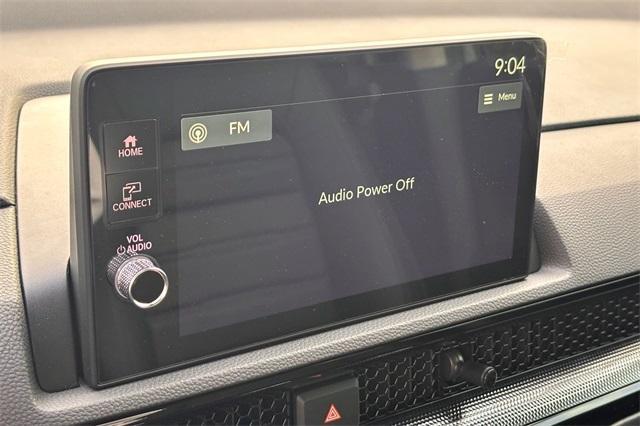 9:04
Menu
FM
HOME
Audio Power Off
CONNECT
VOL
AUDIO